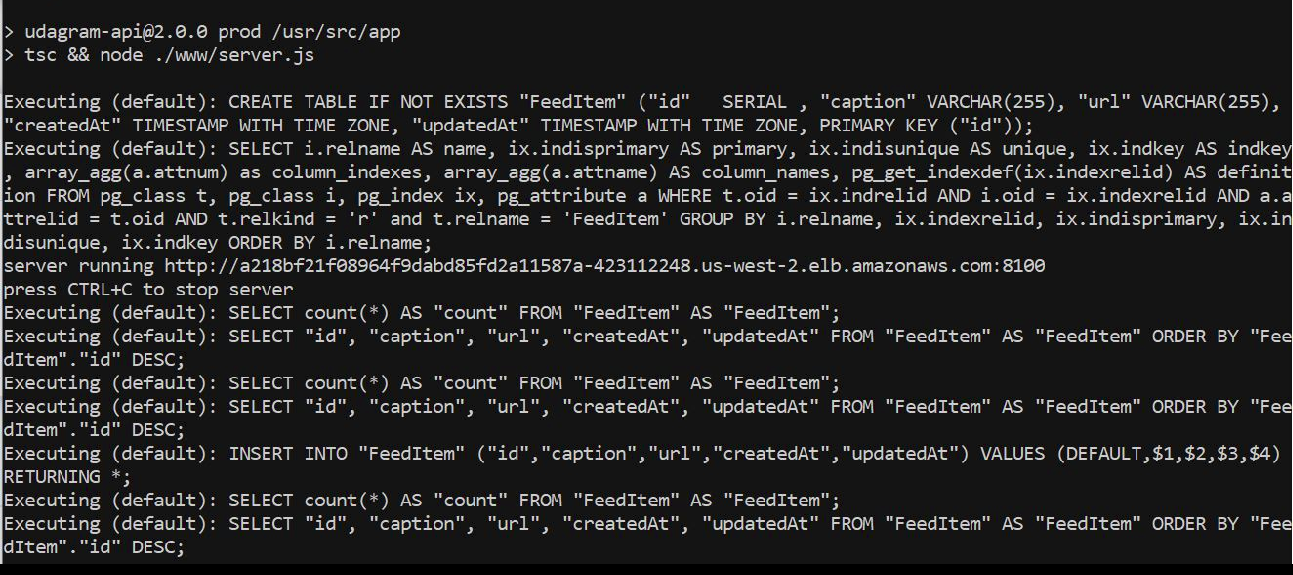 > udagram-api@2.0.0 prod /usr/src/app
> tsc && node ./www/server.js
Executing (default): CREATE TABLE IF NOT EXISTS "FeedItem" ("id"   SERIAL , "caption" VARCHAR(255), "url" VARCHAR(255),
"createdAt" TIMESTAMP WITH TIME ZONE, "updatedAt" TIMESTAMP WITH TIME ZONE, PRIMARY KEY ("id"));
Executing (default): SELECT i.relname AS name, ix.indisprimary AS primary, ix.indisunique AS unique, ix.indkey AS indkey
, array_agg(a.attnum) as column_indexes, array_agg(a.attname) AS column_names, pg_get_indexdef(ix.indexrelid) AS definit
ion FROM pg_class t, pg_class i, pg_index ix, pg_attribute a WHERE t.oid = ix.indrelid AND i.oid = ix.indexrelid AND a.a
ttrelid = t.oid AND t.relkind = 'r' and t.relname = 'FeedItem' GROUP BY i.relname, ix.indexrelid, ix.indisprimary, ix.in
disunique, ix.indkey ORDER BY i.relname;
server running http://a218bf21f08964f9dabd85fd2a11587a-423112248.us-west-2.elb.amazonaws.com:8100
press CTRL+C to stop server
Executing (default): SELECT count(*) AS "count" FROM "FeedItem" AS "FeedItem";
Executing (default): SELECT "id", "caption", "url", "createdAt", "updatedAt" FROM "FeedItem" AS "FeedItem" ORDER BY "Fee
dItem"."id" DESC;
Executing (default): SELECT count(*) AS "count" FROM "FeedItem" AS "FeedItem";
Executing (default): SELECT "id", "caption", "url", "createdAt", "updatedAt" FROM "FeedItem" AS "FeedItem" ORDER BY "Fee
dItem"."id" DESC;
Executing (default): INSERT INTO "FeedItem" ("id","caption","url","createdAt","updatedAt") VALUES (DEFAULT,$1,$2,$3,$4)
RETURNING *;
Executing (default): SELECT count(*) AS "count" FROM "FeedItem" AS "FeedItem";
Executing (default): SELECT "id", "caption", "url", "createdAt", "updatedAt" FROM "FeedItem" AS "FeedItem" ORDER BY "Fee
dItem"."id" DESC;